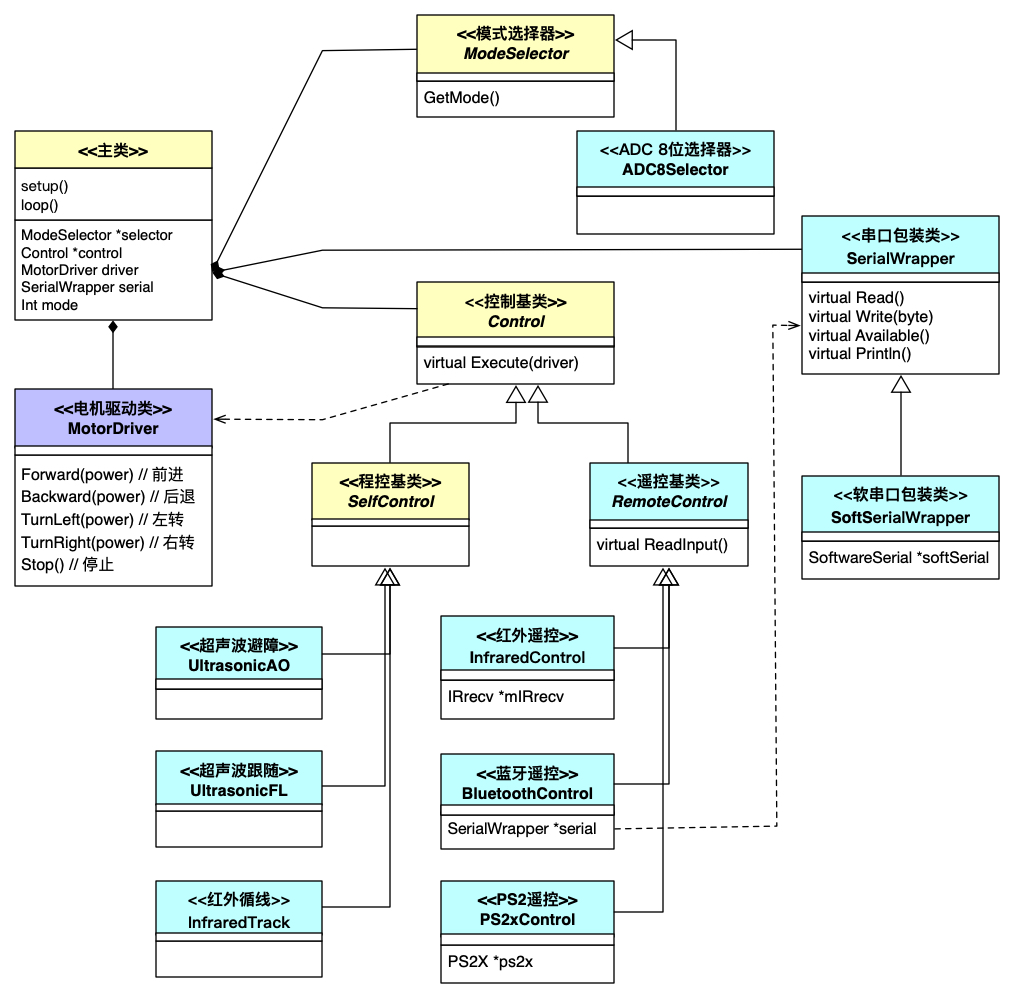 <<模式选择器>>
ModeSelector
GetMode()
<<ADC 8位选择器>>
ADC8Selector
<<主类>>
setup()
loop()
ModeSelector *selector
Control *control
MotorDriver driver
SerialWrapper serial
Int mode
<<串口包装类>>
SerialWrapper
virtual Read()
virtual Write(byte)
virtual Available()
virtual Println()
<<控制基类>>
Control
virtual Execute(driver)
<<电机驱动类>>
MotorDriver
Forward(power) // 前进
Backward(power) // 后退
TurnLeft(power) // 左转
TurnRight(power) // 右转
Stop() // 停止
<<程控基类>>
SelfControl
<<遥控基类>>
RemoteControl
virtual ReadInput()
<<软串口包装类>>
SoftSerialWrapper
SoftwareSerial *softSerial
<<超声波避障>>
UltrasonicAO
<<红外遥控>>
InfraredControl
IRrecv *mIRrecv
<<超声波跟随>>
UltrasonicFL
<<蓝牙遥控>>
BluetoothControl
SerialWrapper *serial
<<红外循线>>
InfraredTrack
<<PS2遥控>>
PS2xControl
PS2X *ps2x